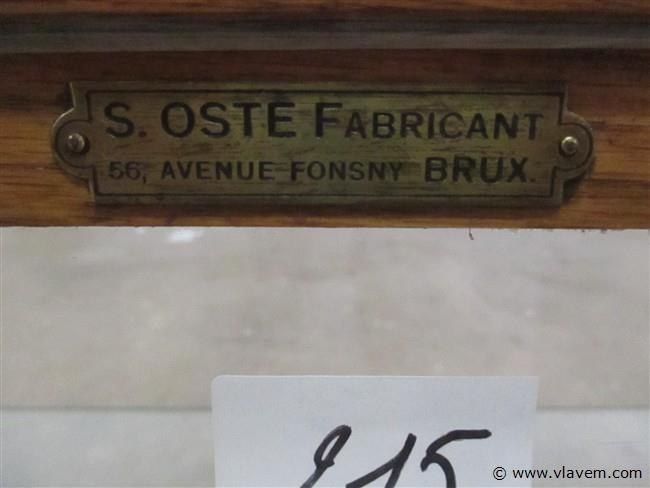 S. OSTE FABRICANT
56, AVENUE FONSNY BRUX.
© www.vlavem.com